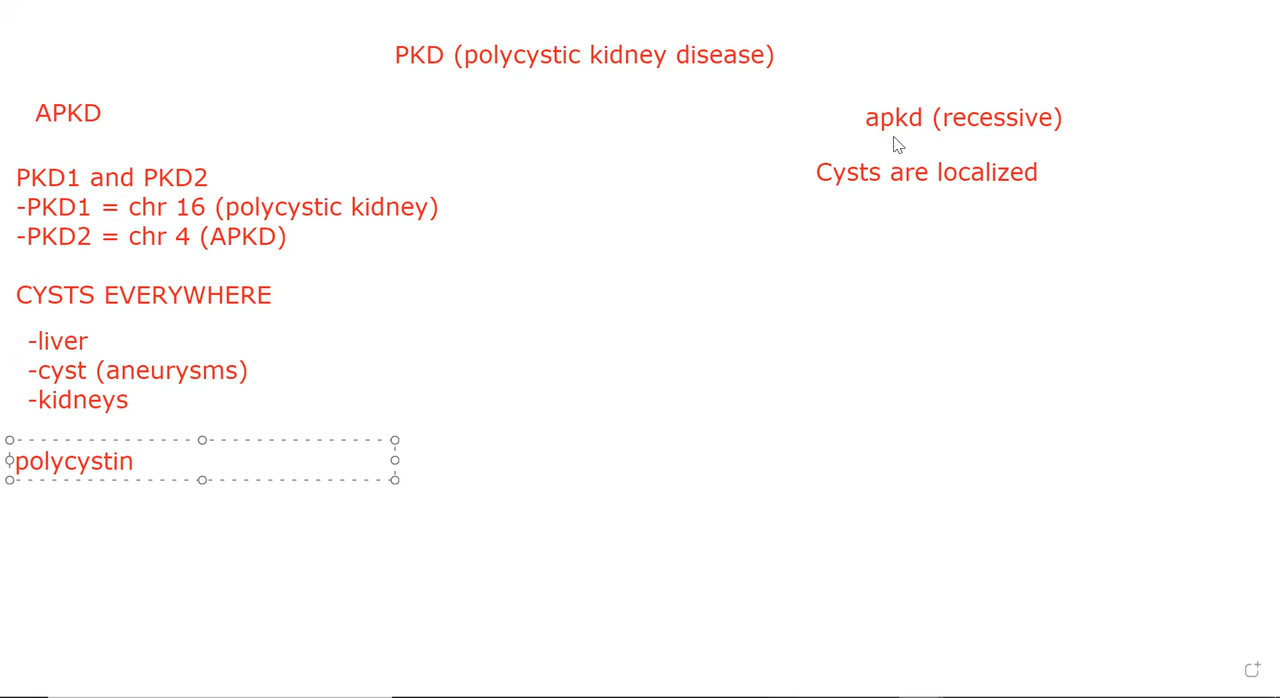 PKD (polycystic kidney disease)
APKD
PKD1 and PKD2
-PKD1 = chr 16 (polycystic kidney)
-PKD2 = chr 4 (APKD)
CYSTS EVERYWHERE
-liver
-cyst (aneurysms)
-kidneys
polycystin
apkd (recessive)
Cysts are localized